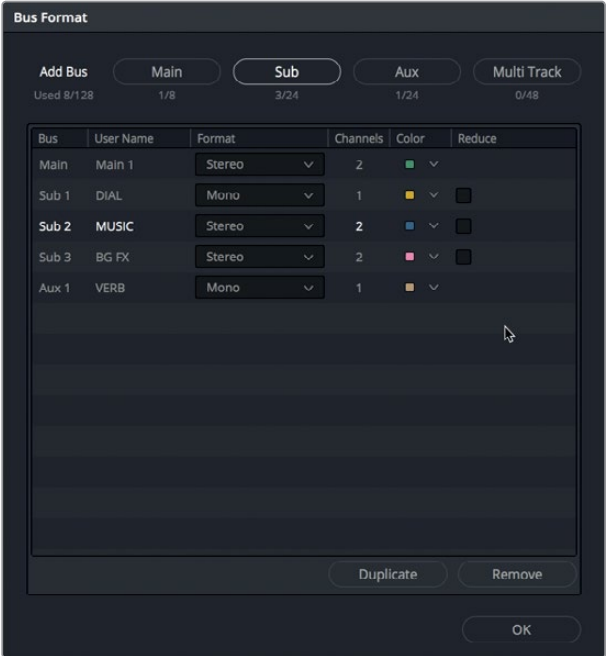 Bus Format
Add Bus Main Sub Aux Multi Track
Used 8/128 1/8 3/24 1/24 0/48
Bus User Name Format Channels Color Reduce
Main Main 1 Stereo 2
Sub 1 DIAL Mono 1
Sub 2 MUSIC Stereo 2
Sub 3 BG FX Stereo 2
Aux 1 VERB Mono 1
Duplicate Remove
OK